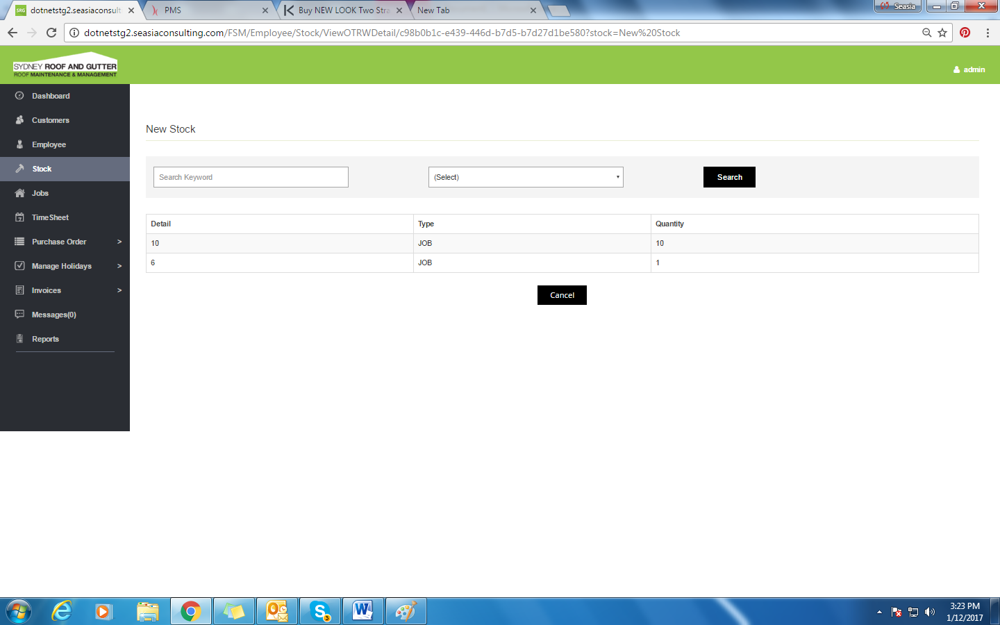 SRG dotnetstg2.seasiaconsult
PMS
Buy NEW LOOK Two Stra
New Tab
Seasia
dotnetstg2.seasiaconsulting.com/FSM/Employee/Stock/ViewOTRWDetail/c98b0b1c-e439-446d-b7d5-b7d27d1be580?stock=New%20Stock
SYDNEY ROOF AND GUTTER
ROOF MAINTENANCE & MANAGEMENT
admin
Dashboard
Customers
Employee
Stock
Jobs
TimeSheet
Purchase Order >
Manage Holidays >
Invoices >
Messages(0)
Reports
New Stock
Search Keyword
(Select)
Search
Detail Type Quantity
10 JOB 10
6 JOB 1
Cancel
3
3:23 PM
1/12/2017